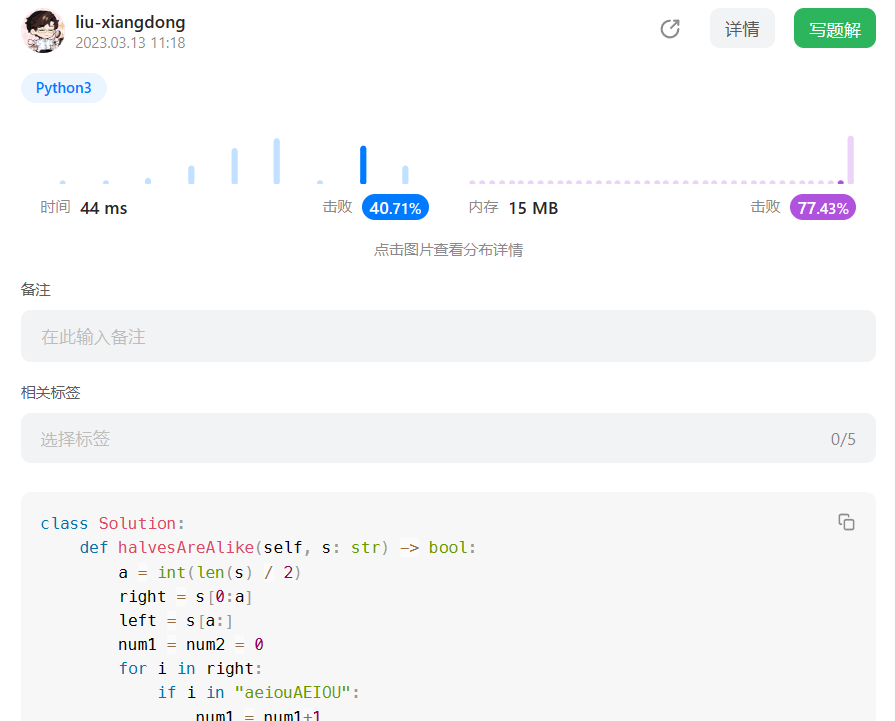 liu-xiangdong
2023.03.13 11:18
详情
写题解
Python3
时间 44 ms 击败 40.71%
内存 15 MB 击败 77.43%
点击图片查看分布详情
备注
在此输入备注
相关标签
选择标签 0/5
class Solution:
    def halvesAreAlike(self, s: str) -> bool:
        a = int(len(s) / 2)
        right = s[0:a]
        left = s[a:]
        num1 = num2 = 0
        for i in right:
            if i in "aeiouAEIOU":
                num1 = num1+1